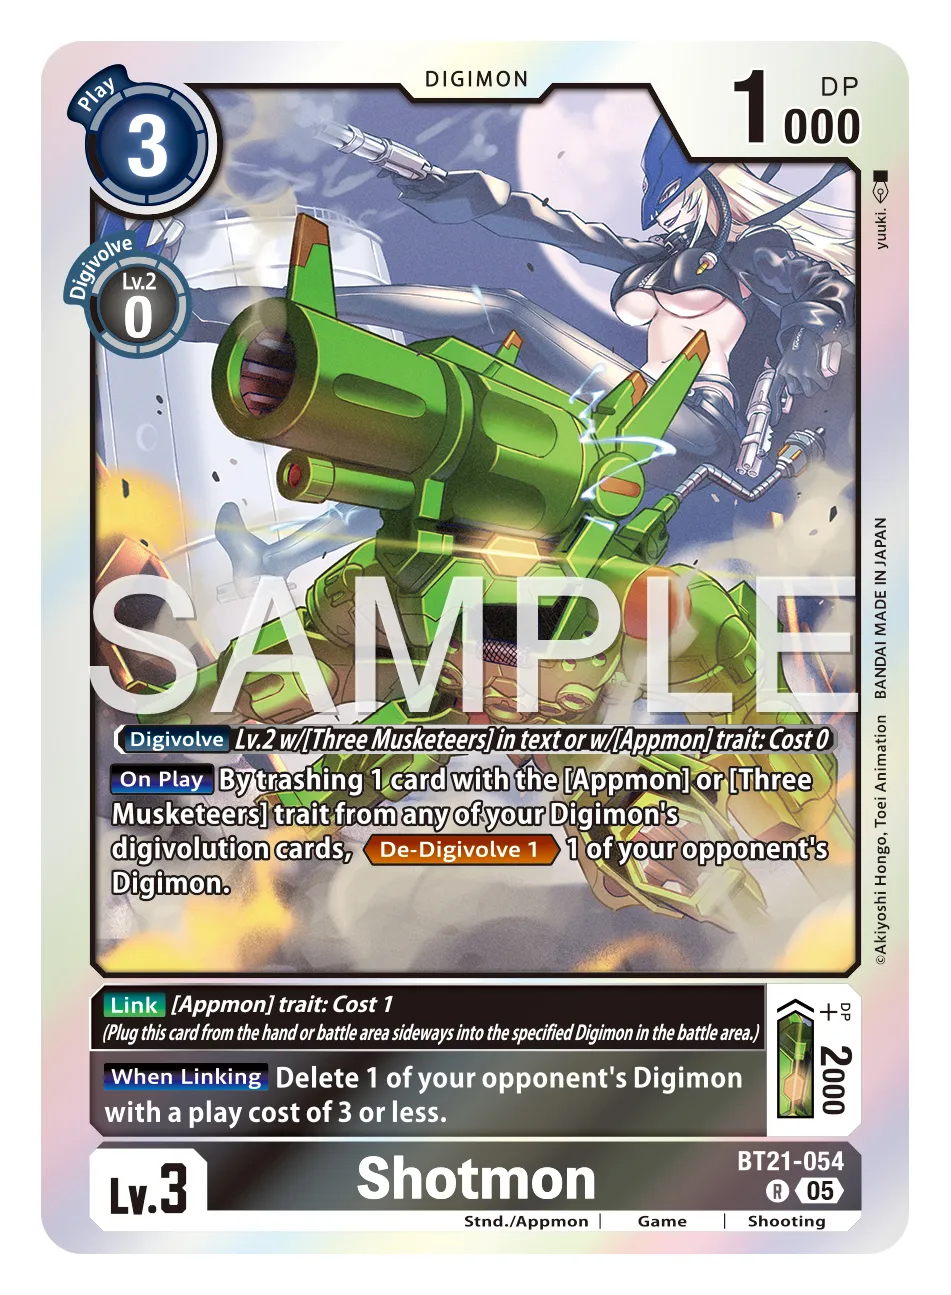 DIGIMON
Play
3
1000
DP
yuuki.
Digivolve
Lv.2
0
SAMPLE
Digivolve Lv.2 w/[Three Musketeers] in text or w/[Appmon] trait: Cost 0
On Play By trashing 1 card with the [Appmon] or [Three
Musketeers] trait from any of your Digimon's
digivolution cards, De-Digivolve 1 1 of your opponent's
Digimon.
©Akiyoshi Hongo, Toei Animation BANDAI MADE IN JAPAN
Link [Appmon] trait: Cost 1
(Plug this card from the hand or battle area sideways into the specified Digimon in the battle area.)
When Linking Delete 1 of your opponent's Digimon
with a play cost of 3 or less.
DP
+2000
Lv.3
Shotmon
BT21-054
R 05
Stnd./Appmon | Game | Shooting